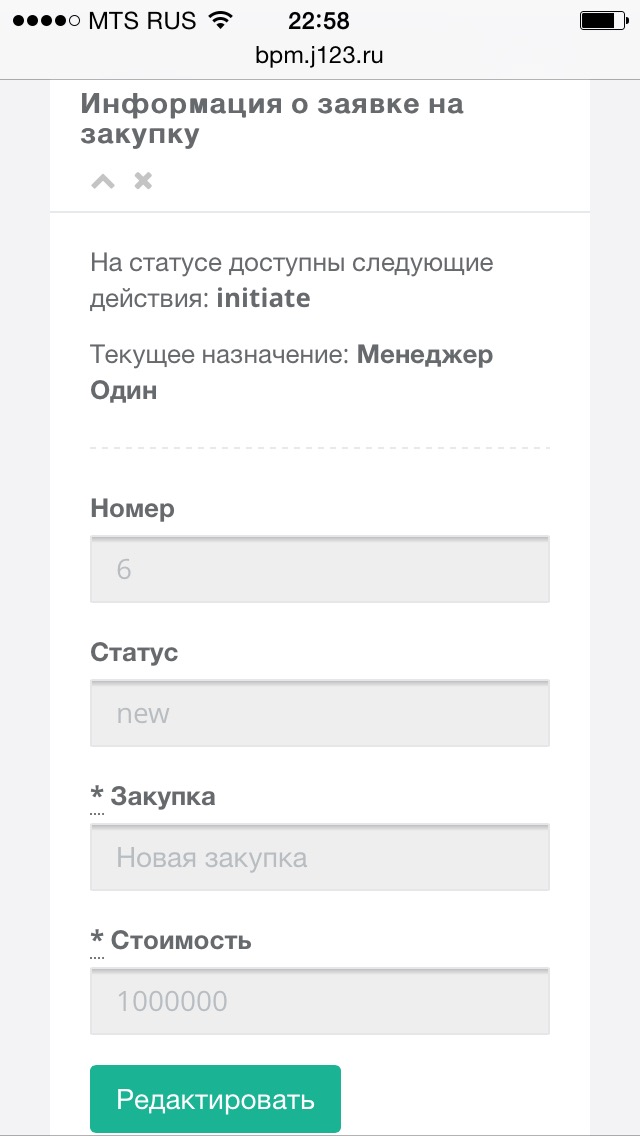 MTS RUS 22:58
bpm.j123.ru
Информация о заявке на
закупку
На статусе доступны следующие
действия: initiate
Текущее назначение: Менеджер
Один
Номер
6
Статус
new
* Закупка
Новая закупка
* Стоимость
1000000
Редактировать